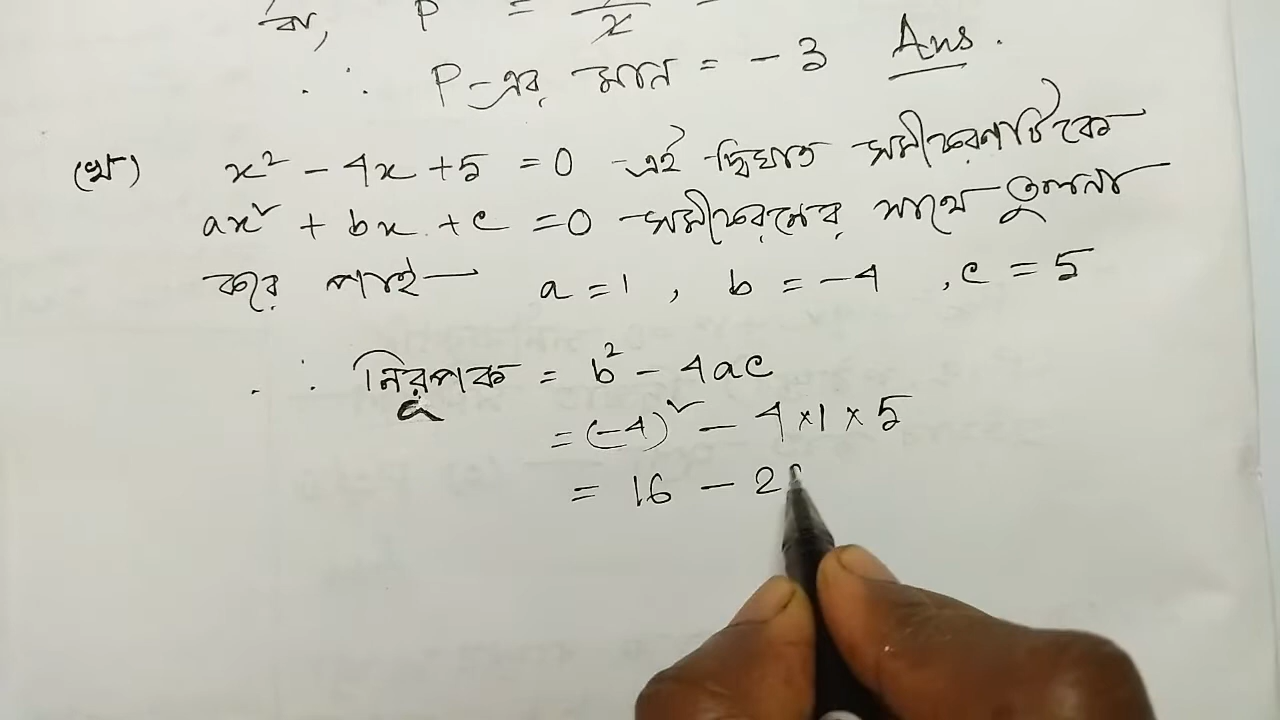 বা, P =
∴ P-এর মান = - 3 Ans.
(খ) x² - 4x + 5 = 0 এই দ্বিঘাত সমীকরণটিকে
ax² + bx + c = 0 সমীকরণের সাথে তুলনা
করে পাই— a = 1, b = -4, c = 5
∴ নিরূপক = b² - 4ac
= (-4)² - 4×1×5
= 16 - 2